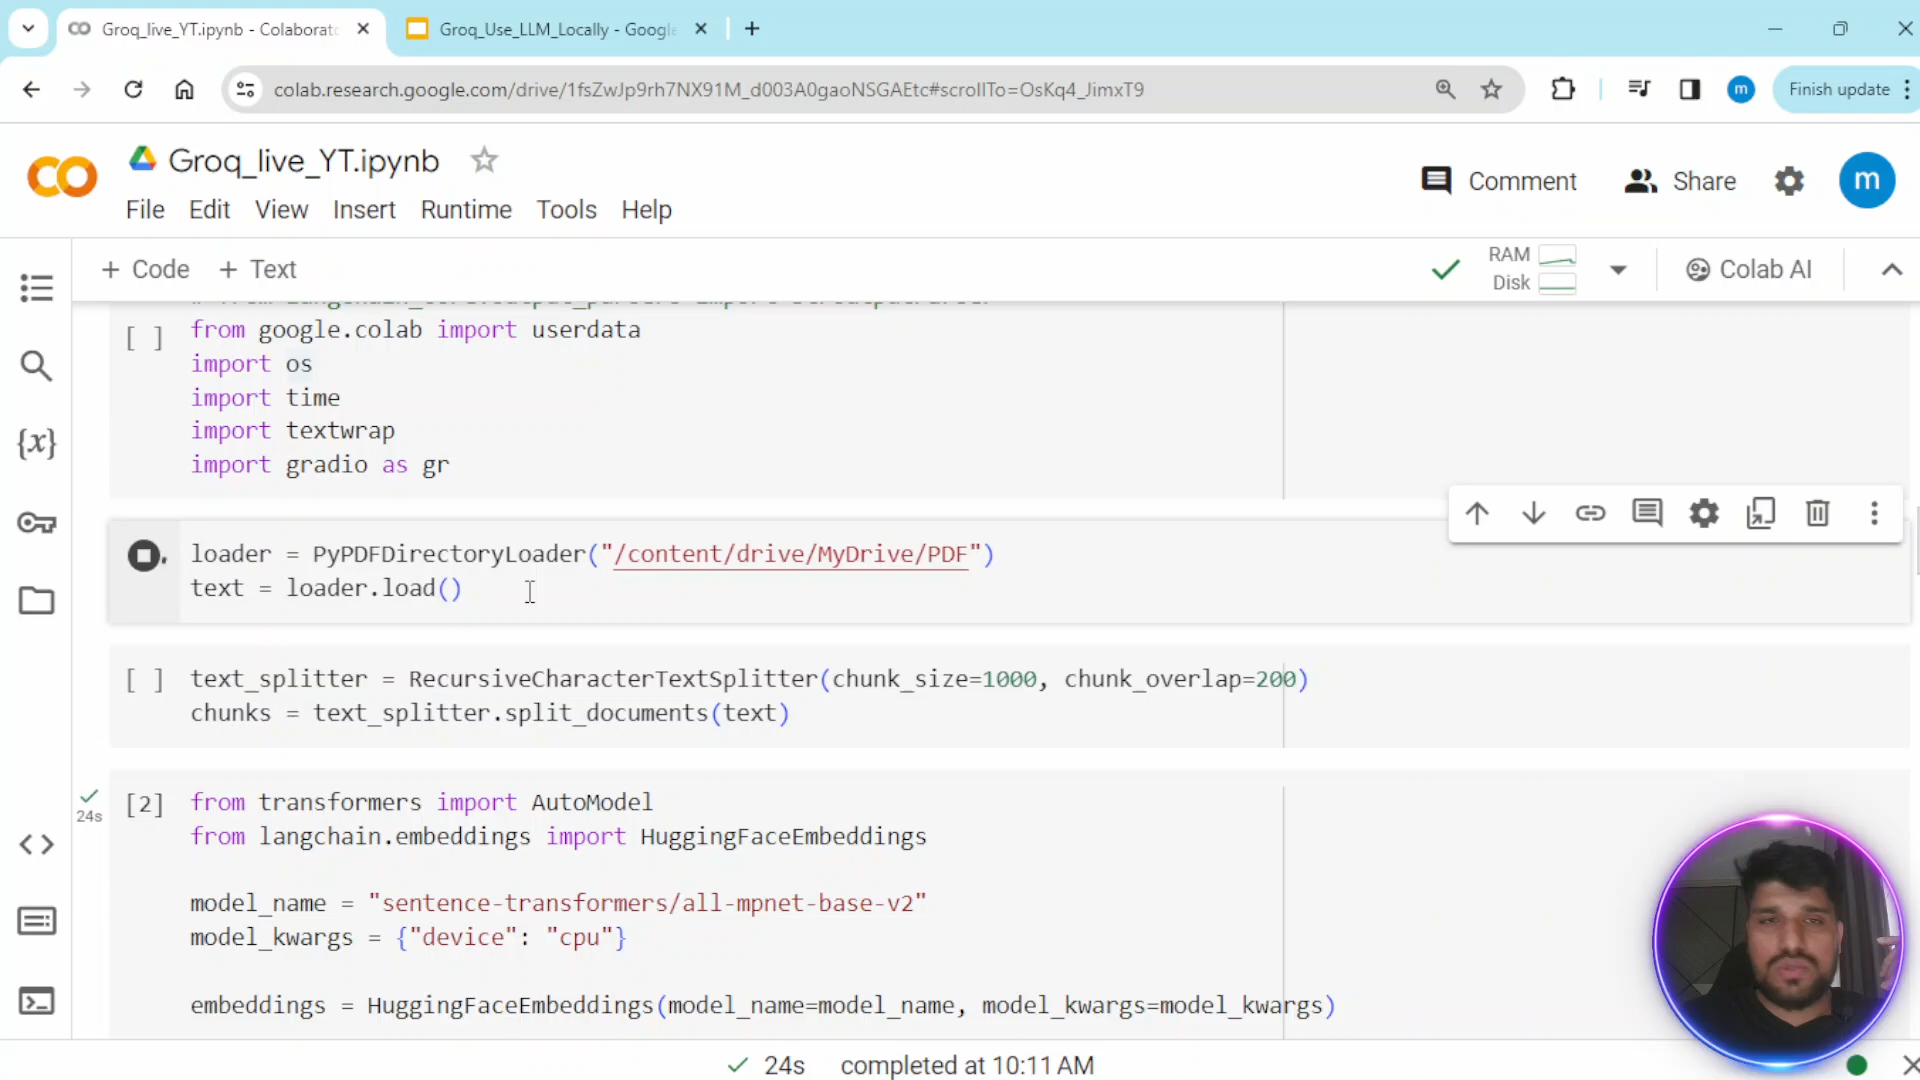 Groq_live_YT.ipynb - Colaborato
Groq_Use_LLM_Locally - Google
colab.research.google.com/drive/1fsZwJp9rh7NX91M_d003A0gaoNSGAEtc#scrollTo=OsKq4_JimxT9
m
Finish update
Groq_live_YT.ipynb
File Edit View Insert Runtime Tools Help
Comment
Share
m
+ Code + Text
RAM
Disk
Colab AI
[ ] from google.colab import userdata
import os
import time
import textwrap
import gradio as gr
loader = PyPDFDirectoryLoader("/content/drive/MyDrive/PDF")
text = loader.load()
[ ] text_splitter = RecursiveCharacterTextSplitter(chunk_size=1000, chunk_overlap=200)
chunks = text_splitter.split_documents(text)
24s
[2] from transformers import AutoModel
from langchain.embeddings import HuggingFaceEmbeddings
model_name = "sentence-transformers/all-mpnet-base-v2"
model_kwargs = {"device": "cpu"}
embeddings = HuggingFaceEmbeddings(model_name=model_name, model_kwargs=model_kwargs)
24s completed at 10:11 AM